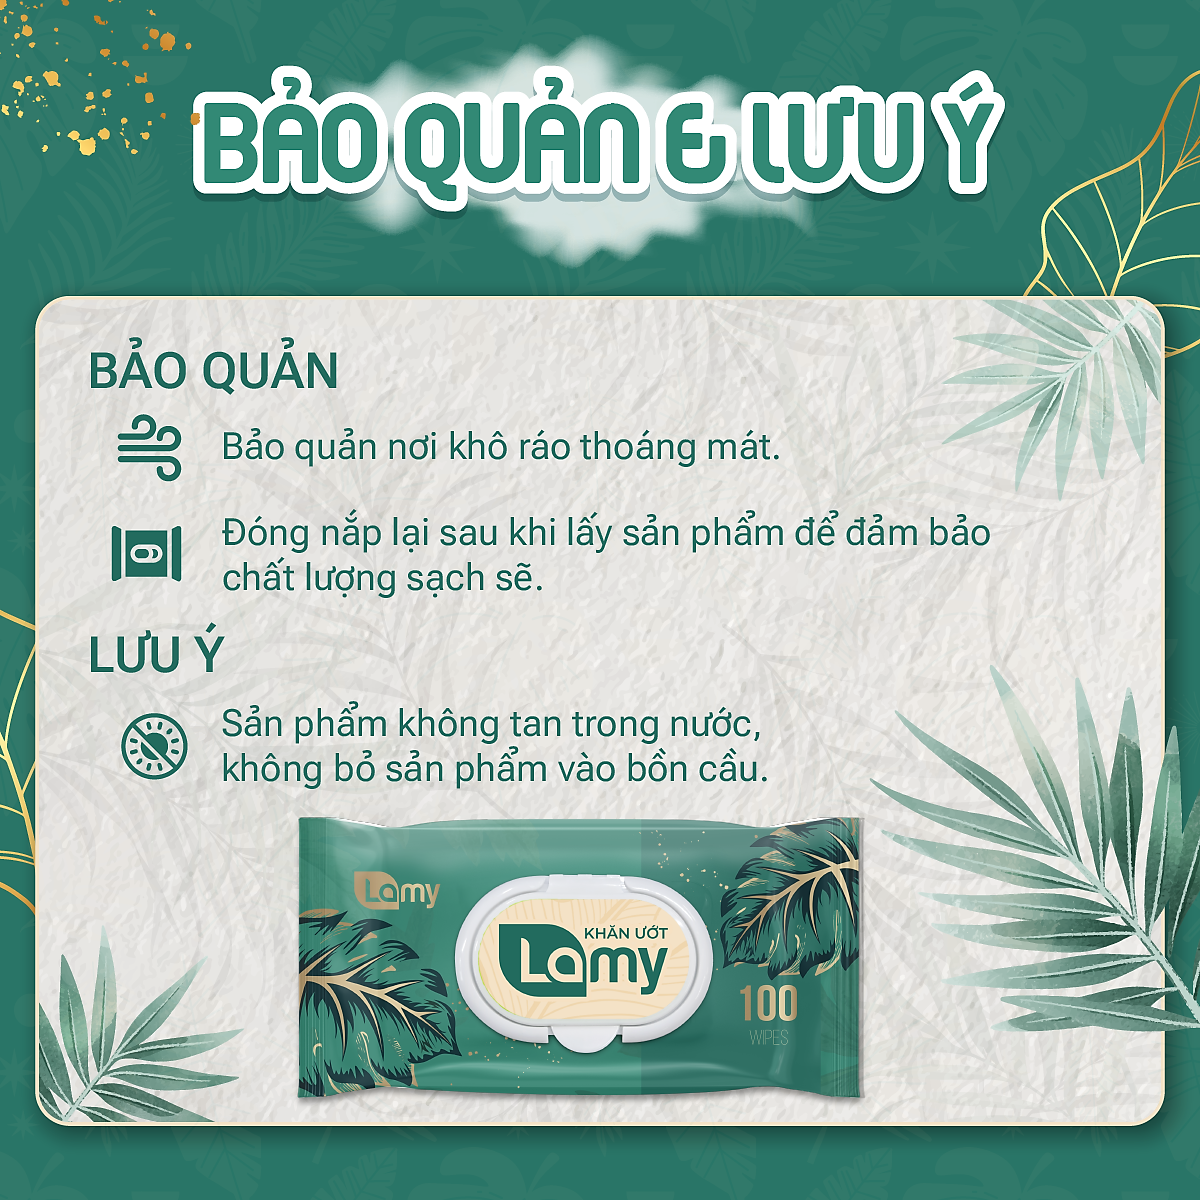 BẢO QUẢN & LƯU Ý
BẢO QUẢN
Bảo quản nơi khô ráo thoáng mát.
Đóng nắp lại sau khi lấy sản phẩm để đảm bảo
chất lượng sạch sẽ.
LƯU Ý
Sản phẩm không tan trong nước,
không bỏ sản phẩm vào bồn cầu.
Lamy
KHĂN ƯỚT
Lamy
100
WIPES